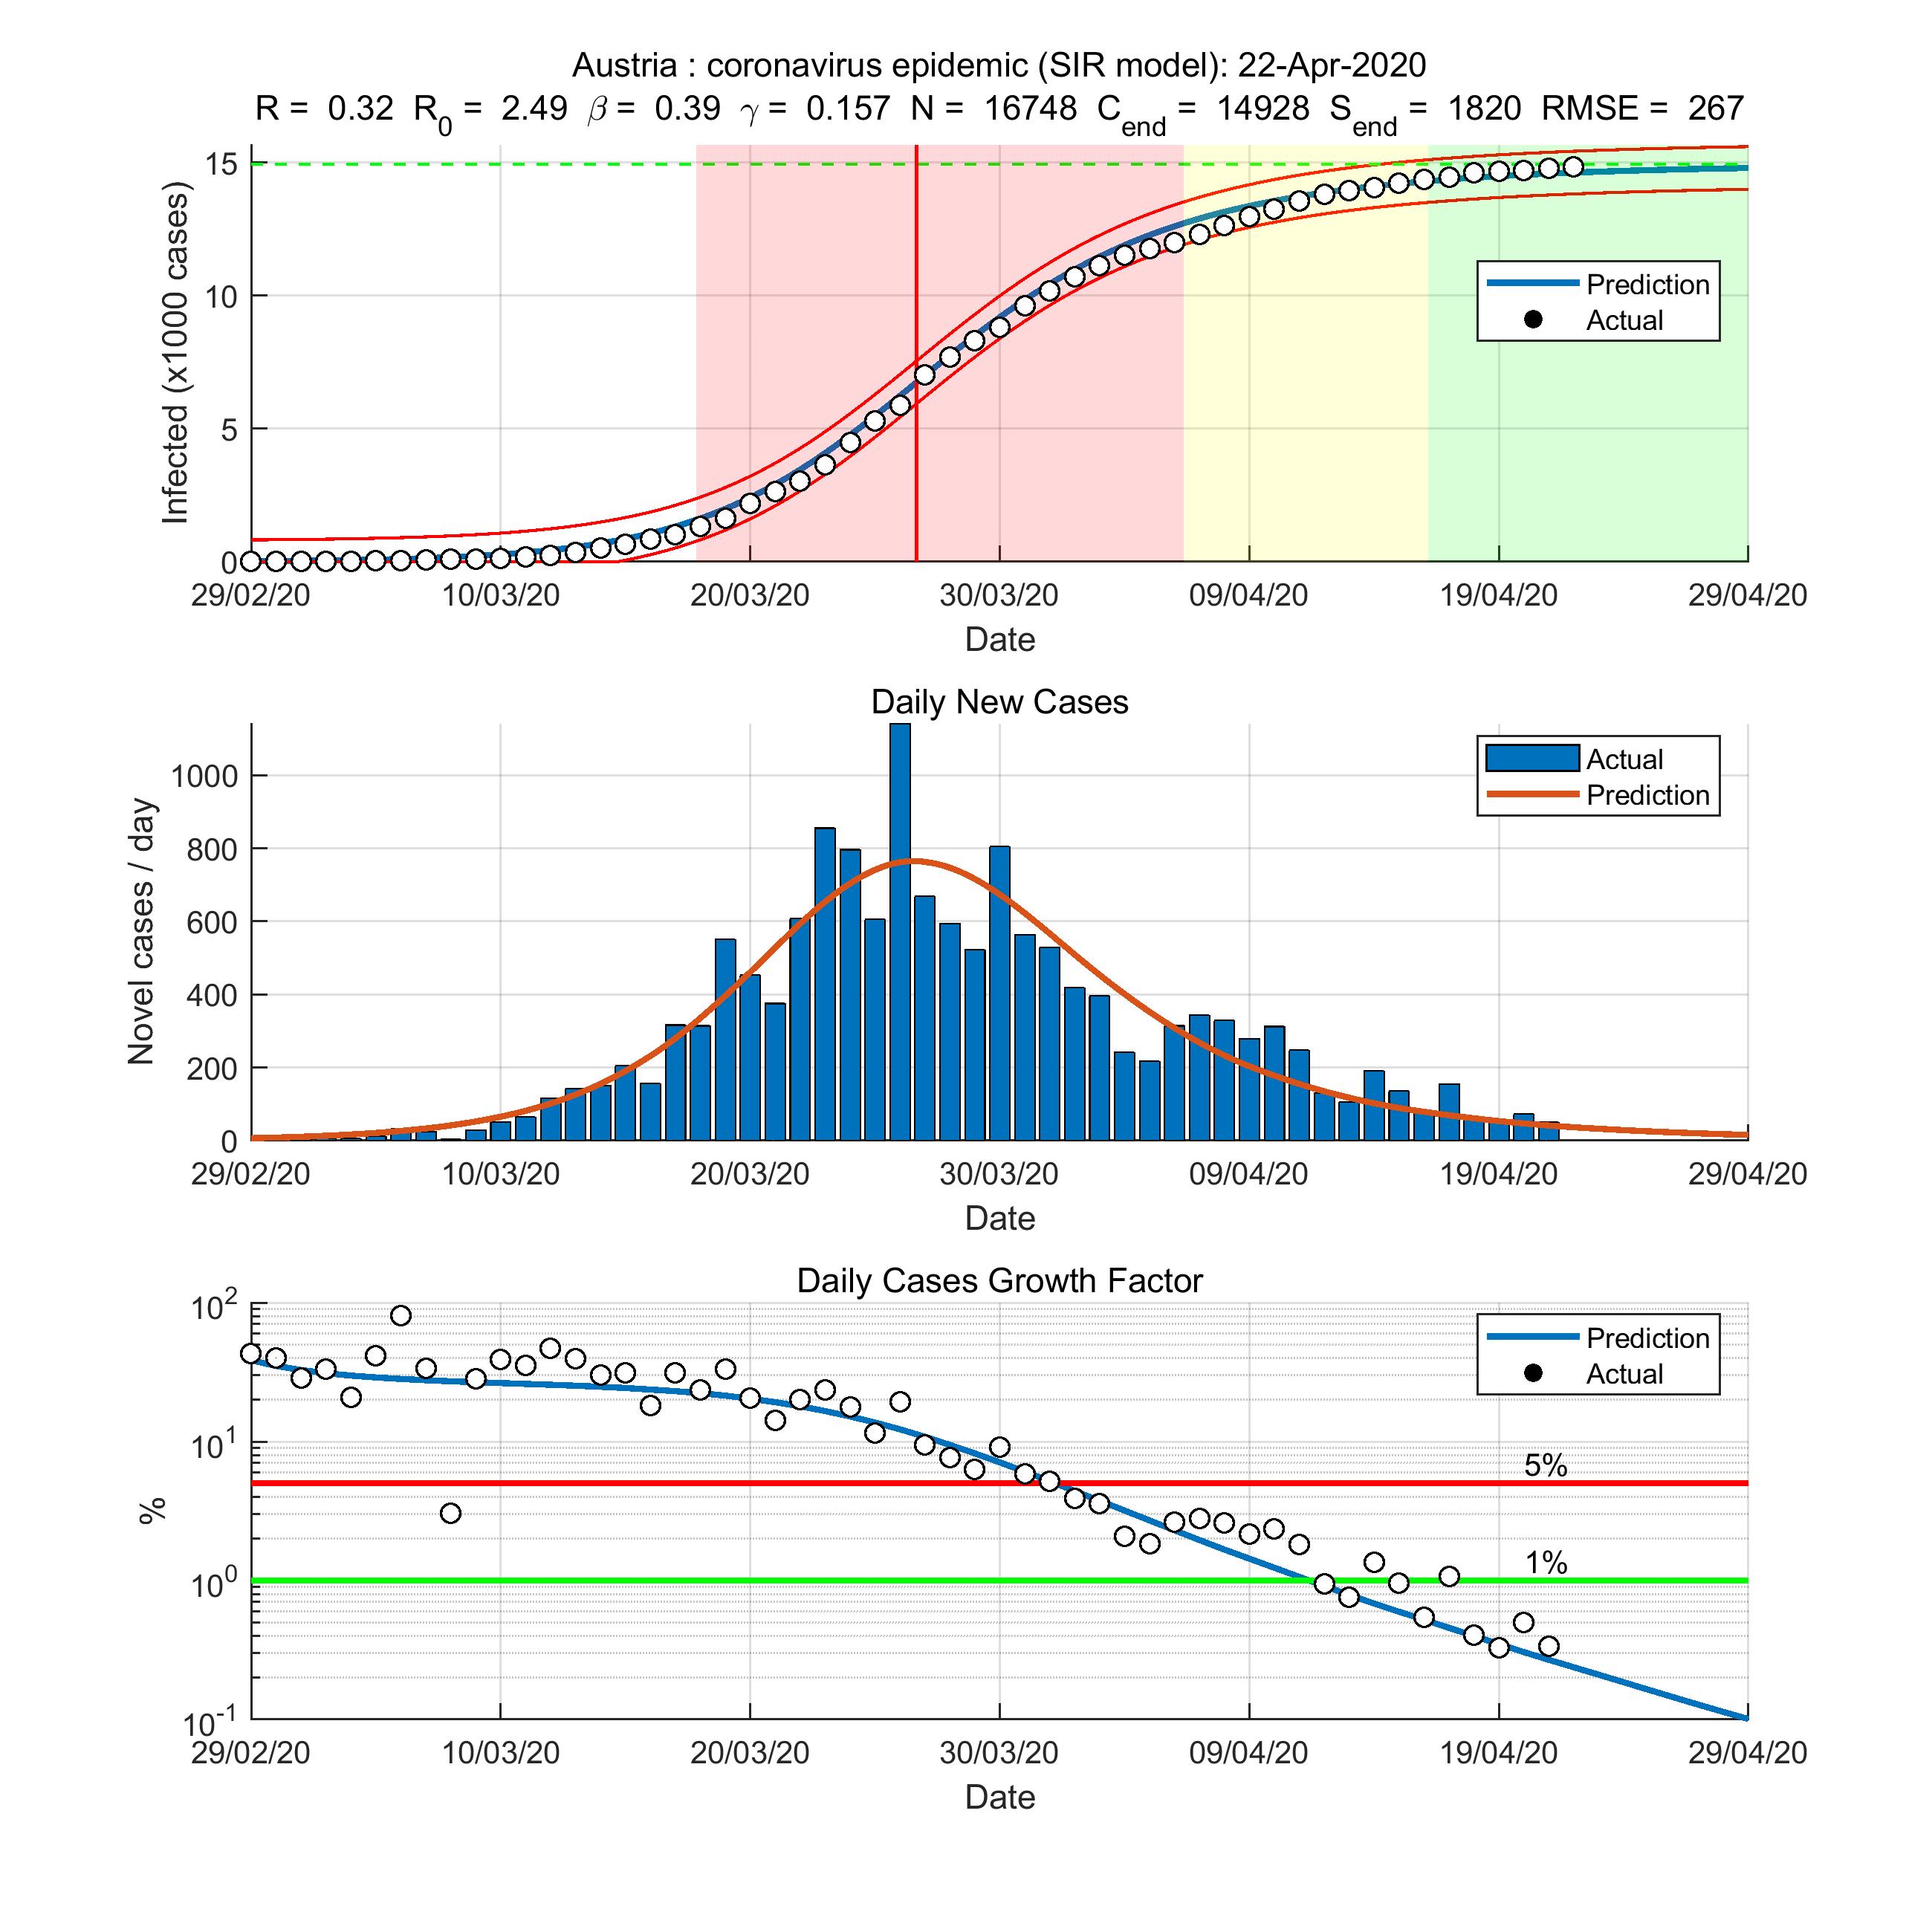 Austria : coronavirus epidemic (SIR model): 22-Apr-2020
R = 0.32 R0 = 2.49 β = 0.39 γ = 0.157 N = 16748 Cend = 14928 Send = 1820 RMSE = 267
Infected (x1000 cases)
15
10
5
0
Prediction
Actual
29/02/20 10/03/20 20/03/20 30/03/20 09/04/20 19/04/20 29/04/20
Date
Daily New Cases
Novel cases / day
1000
800
600
400
200
0
Actual
Prediction
29/02/20 10/03/20 20/03/20 30/03/20 09/04/20 19/04/20 29/04/20
Date
Daily Cases Growth Factor
%
10^2
10^1
10^0
10^-1
Prediction
Actual
5%
1%
29/02/20 10/03/20 20/03/20 30/03/20 09/04/20 19/04/20 29/04/20
Date